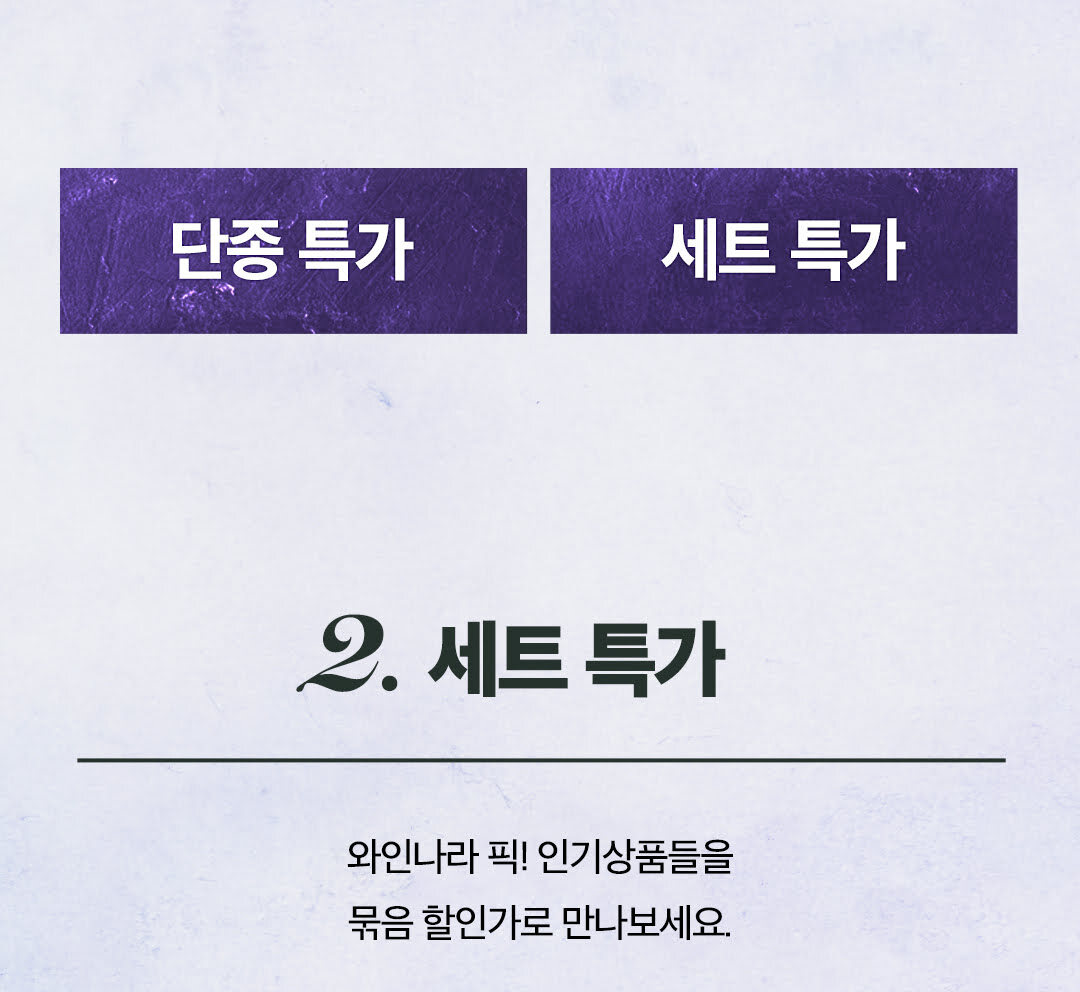 단종 특가
세트 특가
2. 세트 특가
와인나라 픽! 인기상품들을
묶음 할인가로 만나보세요.